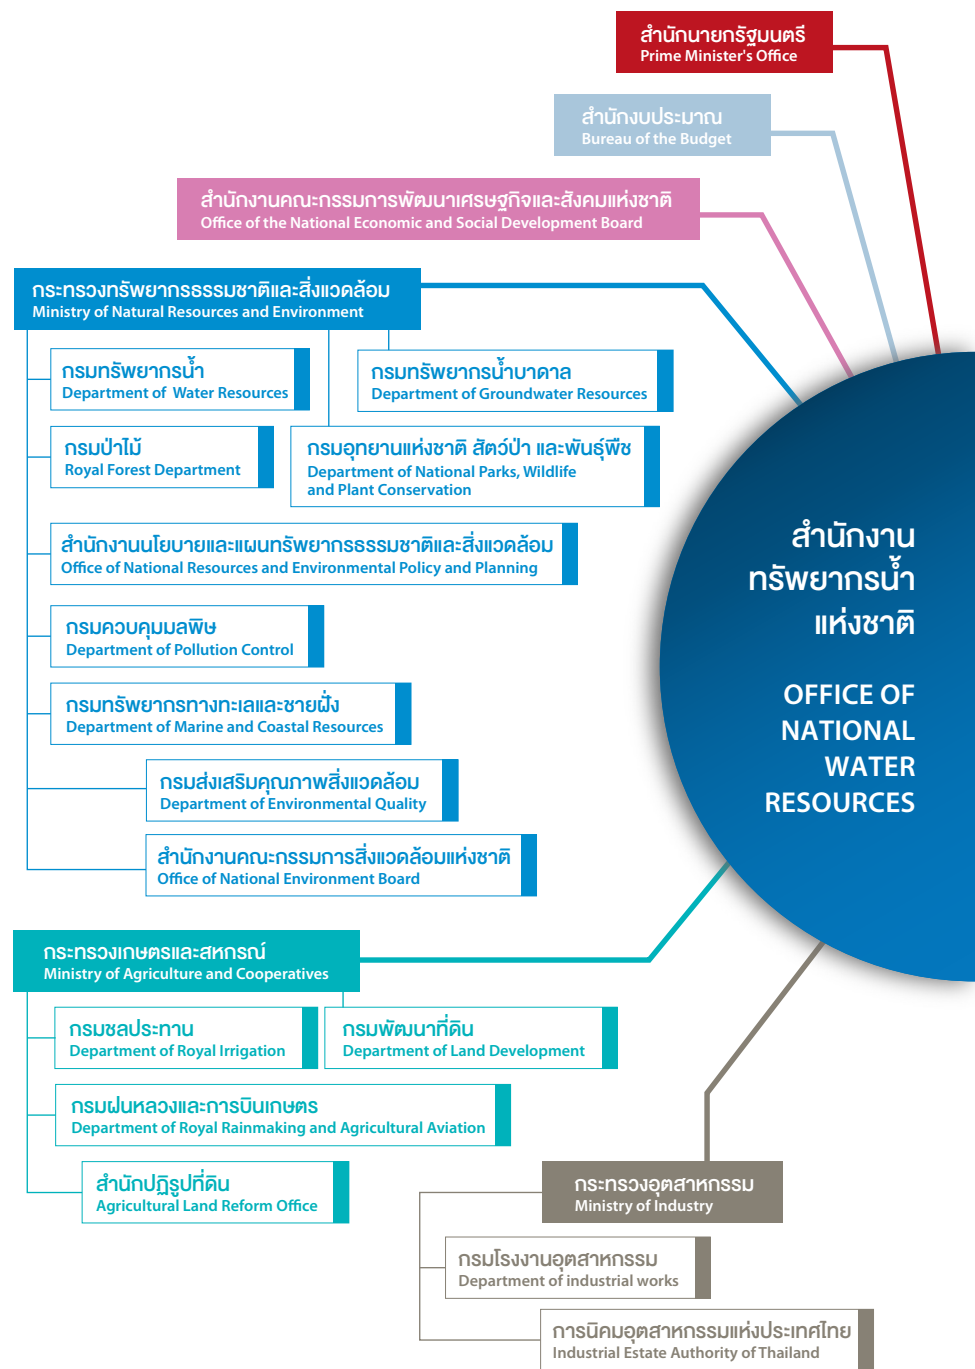 สำนักนายกรัฐมนตรี
Prime Minister's Office
สำนักงบประมาณ
Bureau of the Budget
สำนักงานคณะกรรมการพัฒนาเศรษฐกิจและสังคมแห่งชาติ
Office of the National Economic and Social Development Board
กระทรวงทรัพยากรธรรมชาติและสิ่งแวดล้อม
Ministry of Natural Resources and Environment
กรมทรัพยากรน้ำ
Department of Water Resources
กรมทรัพยากรน้ำบาดาล
Department of Groundwater Resources
กรมป่าไม้
Royal Forest Department
กรมอุทยานแห่งชาติ สัตว์ป่า และพันธุ์พืช
Department of National Parks, Wildlife
and Plant Conservation
สำนักงานนโยบายและแผนทรัพยากรธรรมชาติและสิ่งแวดล้อม
Office of National Resources and Environmental Policy and Planning
กรมควบคุมมลพิษ
Department of Pollution Control
กรมทรัพยากรทางทะเลและชายฝั่ง
Department of Marine and Coastal Resources
กรมส่งเสริมคุณภาพสิ่งแวดล้อม
Department of Environmental Quality
สำนักงานคณะกรรมการสิ่งแวดล้อมแห่งชาติ
Office of National Environment Board
สำนักงาน
ทรัพยากรน้ำ
แห่งชาติ
OFFICE OF
NATIONAL
WATER
RESOURCES
กระทรวงเกษตรและสหกรณ์
Ministry of Agriculture and Cooperatives
กรมชลประทาน
Department of Royal Irrigation
กรมพัฒนาที่ดิน
Department of Land Development
กรมฝนหลวงและการบินเกษตร
Department of Royal Rainmaking and Agricultural Aviation
สำนักปฏิรูปที่ดิน
Agricultural Land Reform Office
กระทรวงอุตสาหกรรม
Ministry of Industry
กรมโรงงานอุตสาหกรรม
Department of industrial works
การนิคมอุตสาหกรรมแห่งประเทศไทย
Industrial Estate Authority of Thailand